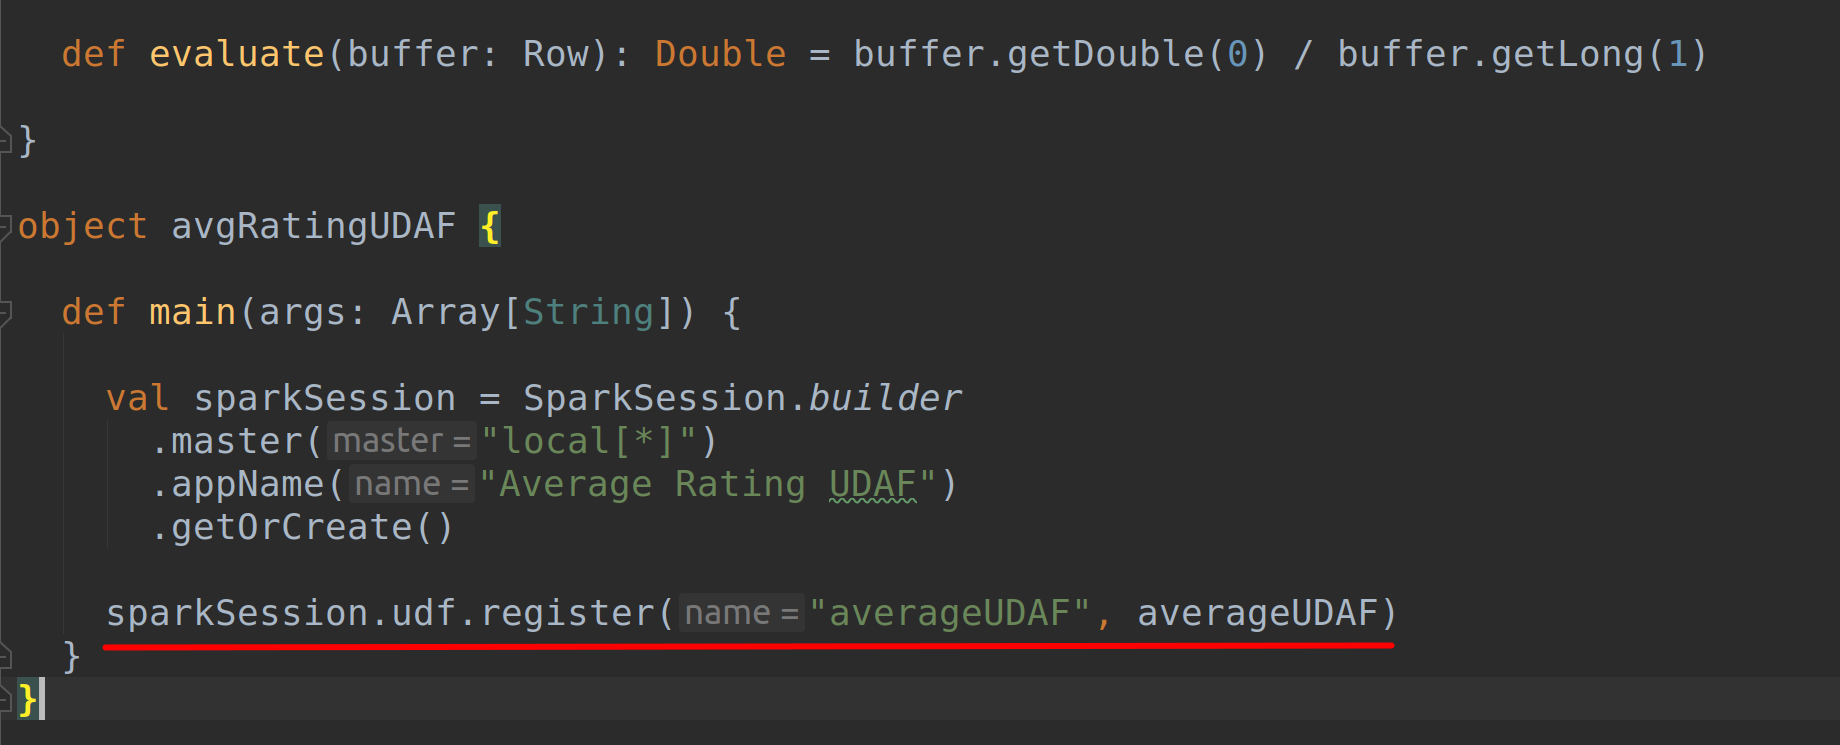 def evaluate(buffer: Row): Double = buffer.getDouble(0) / buffer.getLong(1)
}
object avgRatingUDAF {
def main(args: Array[String]) {
val sparkSession = SparkSession.builder
.master( master = "local[*]")
.appName( name = "Average Rating UDAF")
.getOrCreate()
sparkSession.udf.register( name = "averageUDAF", averageUDAF)
}
}